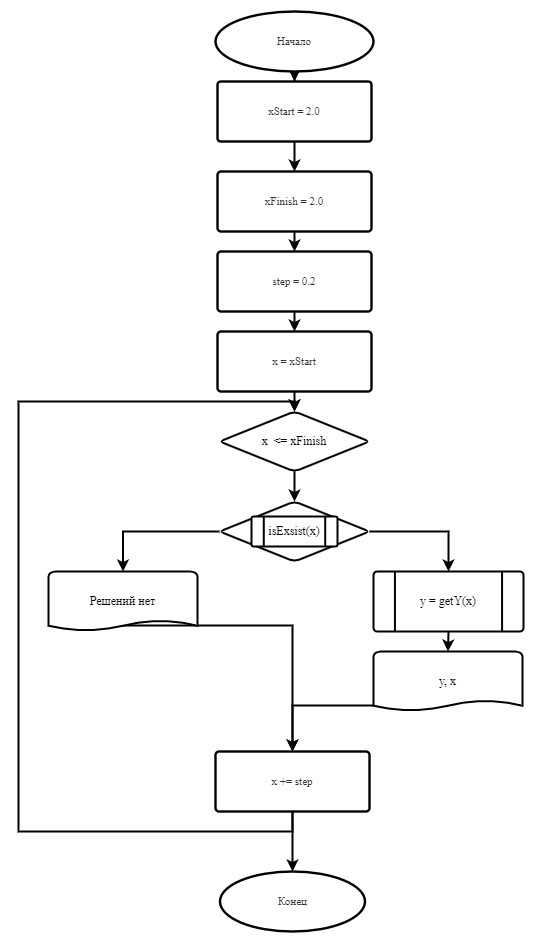 Начало
xStart = 2.0
xFinish = 2.0
step = 0.2
x = xStart
x <= xFinish
isExsist(x)
Решений нет
y = getY(x)
y, x
x += step
Конец